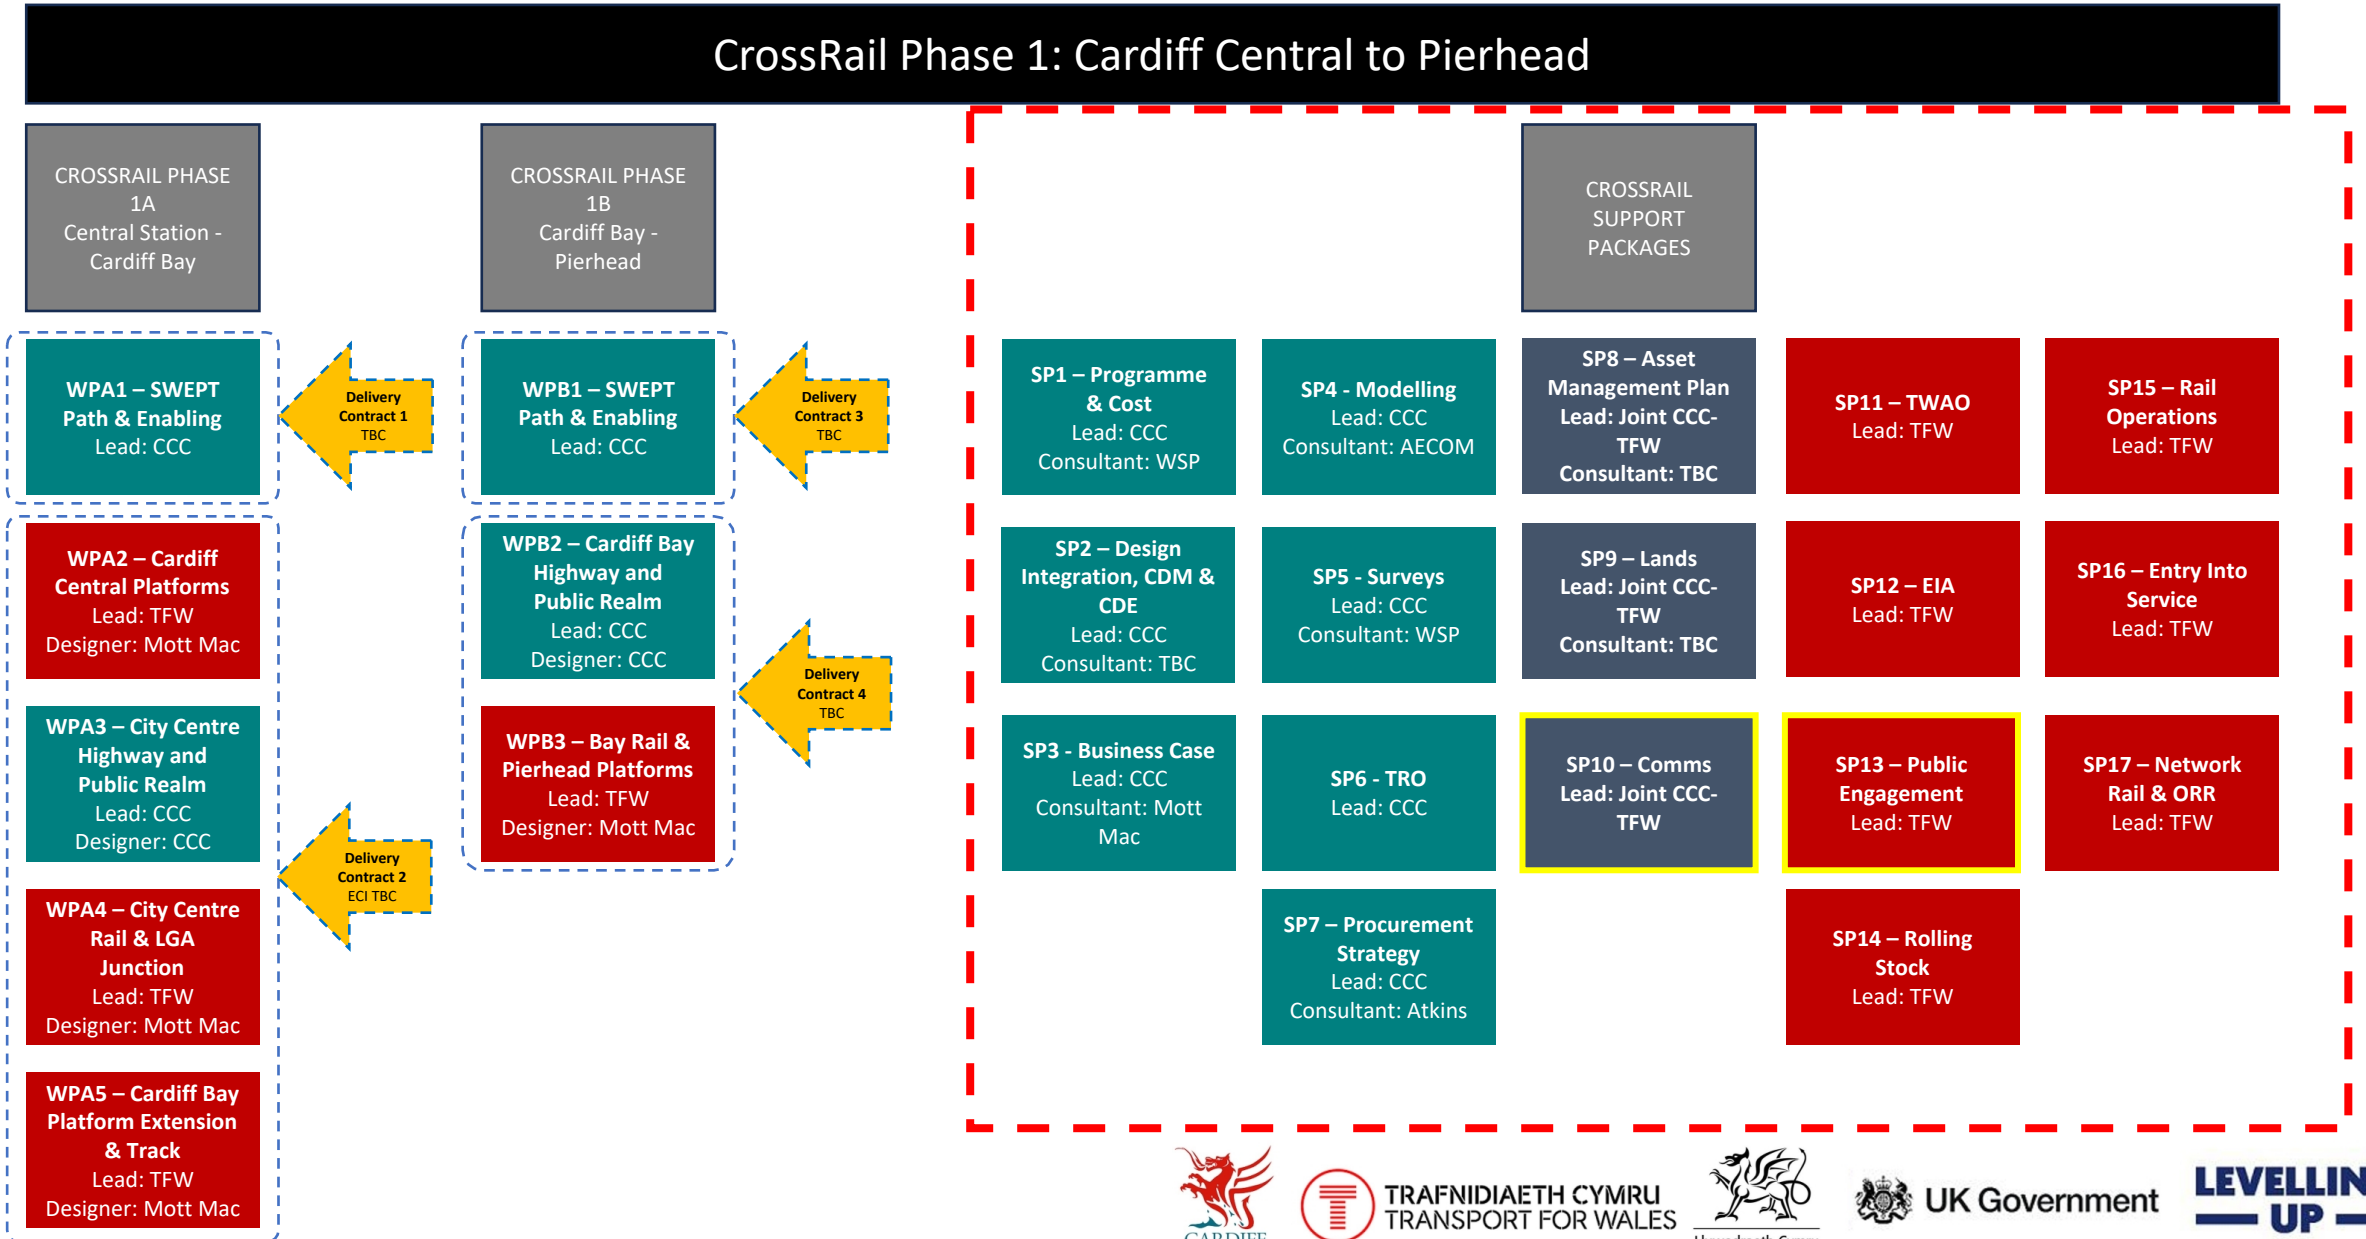 CrossRail Phase 1: Cardiff Central to Pierhead
CROSSRAIL PHASE
1A
Central Station -
Cardiff Bay
WPA1 – SWEPT
Path & Enabling
Lead: CCC
Delivery
Contract 1
TBC
WPA2 – Cardiff
Central Platforms
Lead: TFW
Designer: Mott Mac
WPA3 – City Centre
Highway and
Public Realm
Lead: CCC
Designer: CCC
WPA4 – City Centre
Rail & LGA
Junction
Lead: TFW
Designer: Mott Mac
WPA5 – Cardiff Bay
Platform Extension
& Track
Lead: TFW
Designer: Mott Mac
Delivery
Contract 2
ECI TBC
CROSSRAIL PHASE
1B
Cardiff Bay -
Pierhead
WPB1 – SWEPT
Path & Enabling
Lead: CCC
Delivery
Contract 3
TBC
WPB2 – Cardiff Bay
Highway and
Public Realm
Lead: CCC
Designer: CCC
WPB3 – Bay Rail &
Pierhead Platforms
Lead: TFW
Designer: Mott Mac
Delivery
Contract 4
TBC
CROSSRAIL
SUPPORT
PACKAGES
SP1 – Programme
& Cost
Lead: CCC
Consultant: WSP
SP2 – Design
Integration, CDM &
CDE
Lead: CCC
Consultant: TBC
SP3 - Business Case
Lead: CCC
Consultant: Mott
Mac
SP4 - Modelling
Lead: CCC
Consultant: AECOM
SP5 - Surveys
Lead: CCC
Consultant: WSP
SP6 - TRO
Lead: CCC
SP7 – Procurement
Strategy
Lead: CCC
Consultant: Atkins
SP8 – Asset
Management Plan
Lead: Joint CCC-
TFW
Consultant: TBC
SP9 – Lands
Lead: Joint CCC-
TFW
Consultant: TBC
SP10 – Comms
Lead: Joint CCC-
TFW
SP11 – TWAO
Lead: TFW
SP12 – EIA
Lead: TFW
SP13 – Public
Engagement
Lead: TFW
SP14 – Rolling
Stock
Lead: TFW
SP15 – Rail
Operations
Lead: TFW
SP16 – Entry Into
Service
Lead: TFW
SP17 – Network
Rail & ORR
Lead: TFW
CARDIFF
TRAFNIDIAETH CYMRU
TRANSPORT FOR WALES
UK Government
LEVELLIN
UP